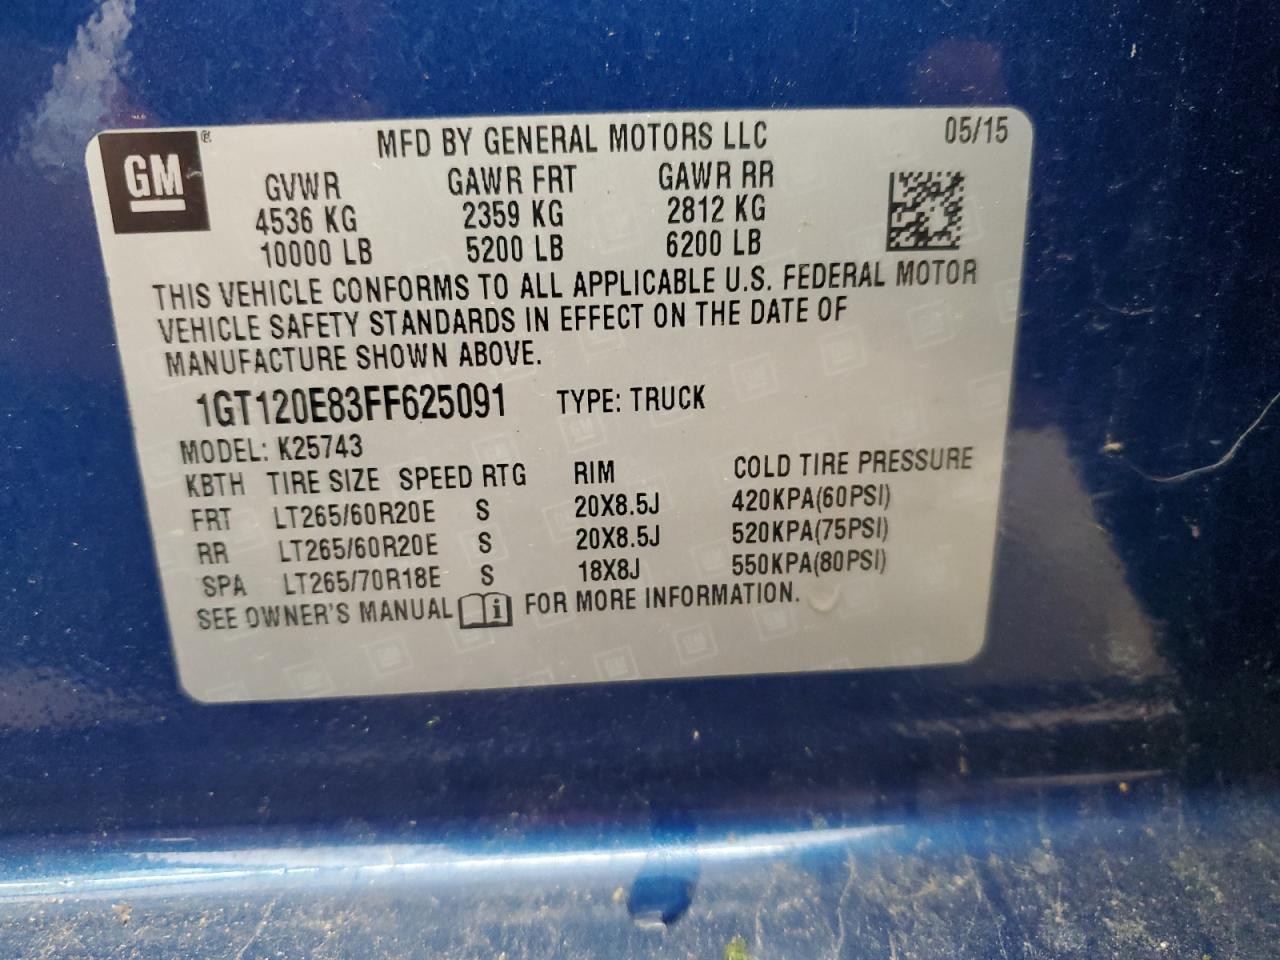 GM ® MFD BY GENERAL MOTORS LLC 05/15
GVWR GAWR FRT GAWR RR
4536 KG 2359 KG 2812 KG
10000 LB 5200 LB 6200 LB
THIS VEHICLE CONFORMS TO ALL APPLICABLE U.S. FEDERAL MOTOR
VEHICLE SAFETY STANDARDS IN EFFECT ON THE DATE OF
MANUFACTURE SHOWN ABOVE.
1GT120E83FF625091 TYPE: TRUCK
MODEL: K25743
KBTH TIRE SIZE SPEED RTG RIM COLD TIRE PRESSURE
FRT LT265/60R20E S 20X8.5J 420KPA(60PSI)
RR LT265/60R20E S 20X8.5J 520KPA(75PSI)
SPA LT265/70R18E S 18X8J 550KPA(80PSI)
SEE OWNER'S MANUAL i FOR MORE INFORMATION.